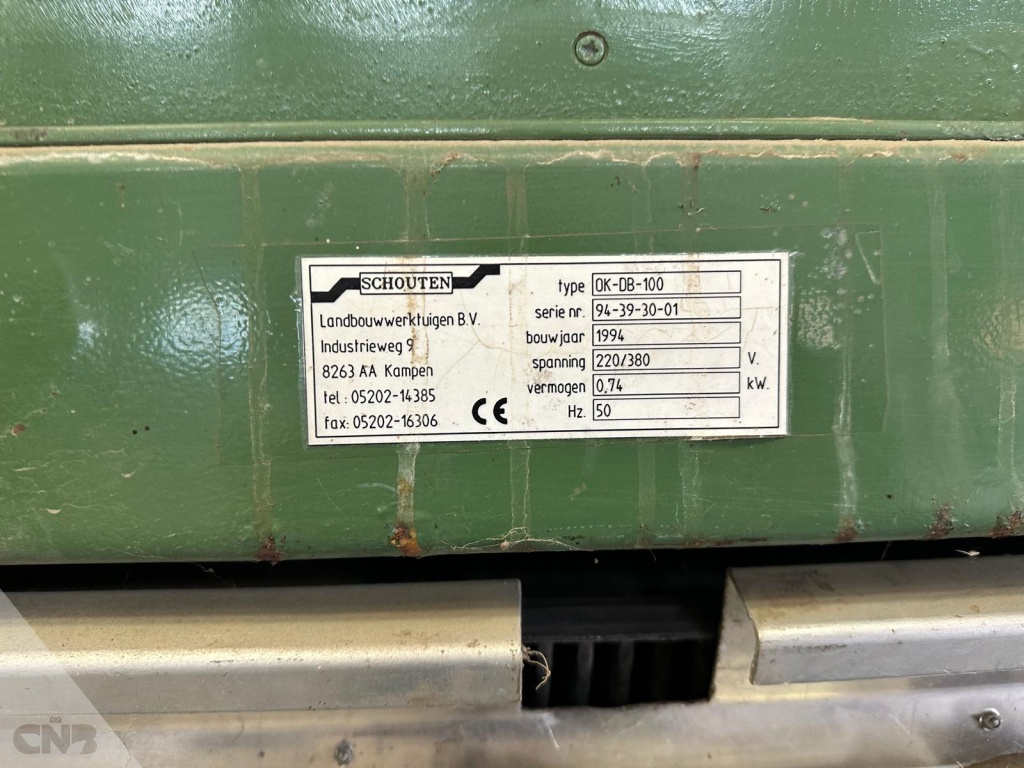 SCHOUTEN
Landbouwwerktuigen B.V.
Industrieweg 9
8263 AA Kampen
tel : 05202-14385
fax: 05202-16306
CE
type OK-DB-100
serie nr. 94-39-30-01
bouwjaar 1994
spanning 220/380 V.
vermogen 0,74 kW.
Hz. 50
CNB